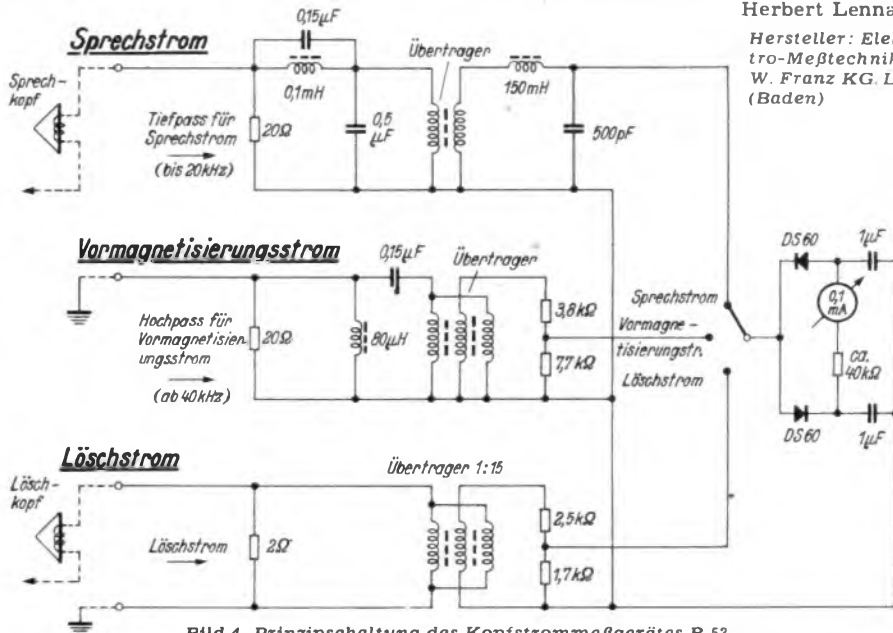 Herbert Lenna
Hersteller: Ele
tro-Meßtechnik
W. Franz KG. L
(Baden)
Sprechstrom
0,15µF
0,1mH
Übertrager
150mH
Sprech-
kopf
Tiefpass für
Sprechstrom
(bis 20kHz)
20Ω
0,5
µF
500pF
Vormagnetisierungsstrom
0,15µF
Übertrager
Hochpass für
Vormagnetisier
ungsstrom
(ab 40kHz)
20Ω
80µH
3,8kΩ
7,7kΩ
Sprechstrom
Vormagne-
tisierungstr.
Löschstrom
DS60
1µF
0,1
mA
ca.
40kΩ
DS60
1µF
Löschstrom
Übertrager 1:15
Lösch-
kopf
Löschstrom
2Ω
2,5kΩ
1,7kΩ
Bild 4. Prinzipschaltung des Kopfstrommeßgerätes P 52